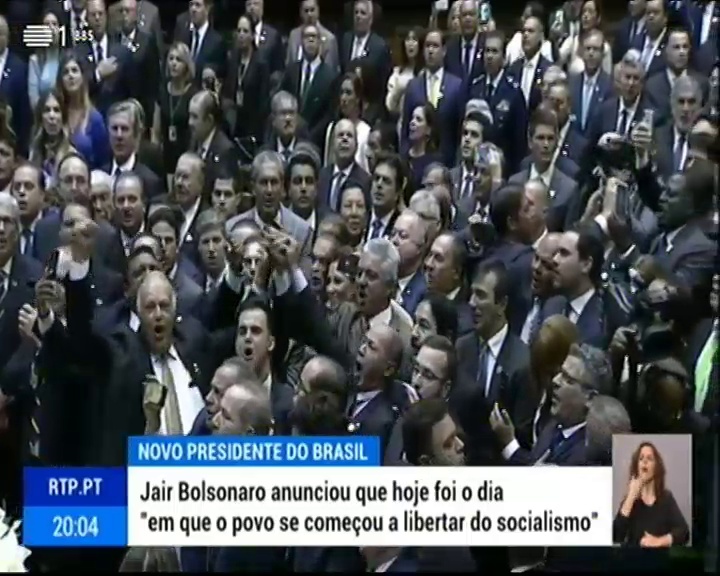 1 885
NOVO PRESIDENTE DO BRASIL
RTP.PT
Jair Bolsonaro anunciou que hoje foi o dia
20:04
"em que o povo se começou a libertar do socialismo"